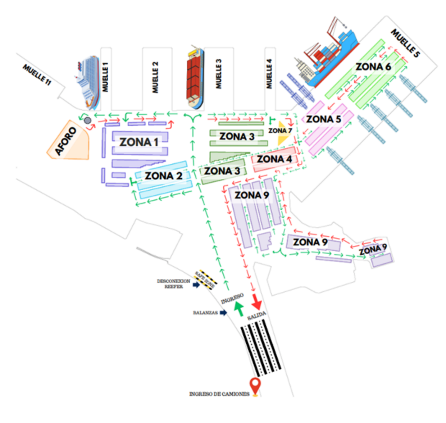 MUELLE 11
MUELLE 1
MUELLE 2
MUELLE 3
MUELLE 4
MUELLE 5
ZONA 6
AFORO
ZONA 1
ZONA 3
ZONA 7
ZONA 5
ZONA 2
ZONA 3
ZONA 4
ZONA 9
ZONA 9
ZONA 9
DESCONEXION
REEFER
BALANZAS
INGRESO
SALIDA
INGRESO DE CAMIONES